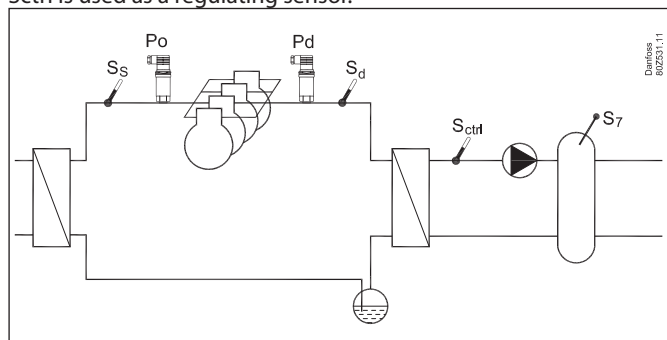 Sctrl is used as a regulating sensor.
Po
Pd
Ss
Sd
Sctrl
S7
Danfoss
80Z531.11